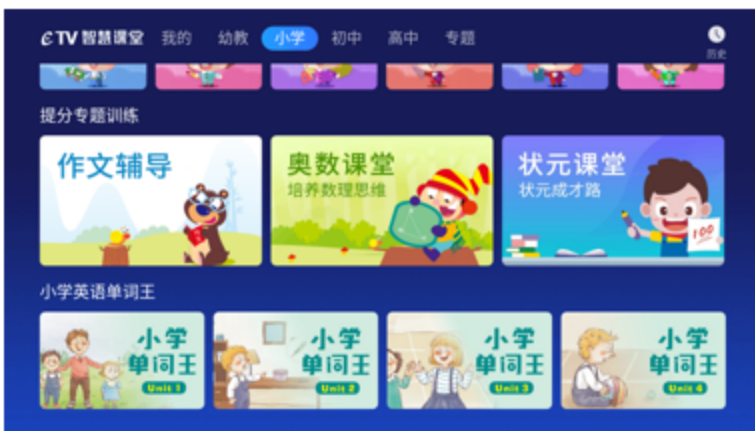 eTV智慧课堂 我的 幼教 小学 初中 高中 专题
历史
提分专题训练
作文辅导
奥数课堂
培养数理思维
状元课堂
状元成才路
100
小学英语单词王
小学
单词王
Unit 1
小学
单词王
Unit 2
小学
单词王
Unit 3
小学
单词王
Unit 4